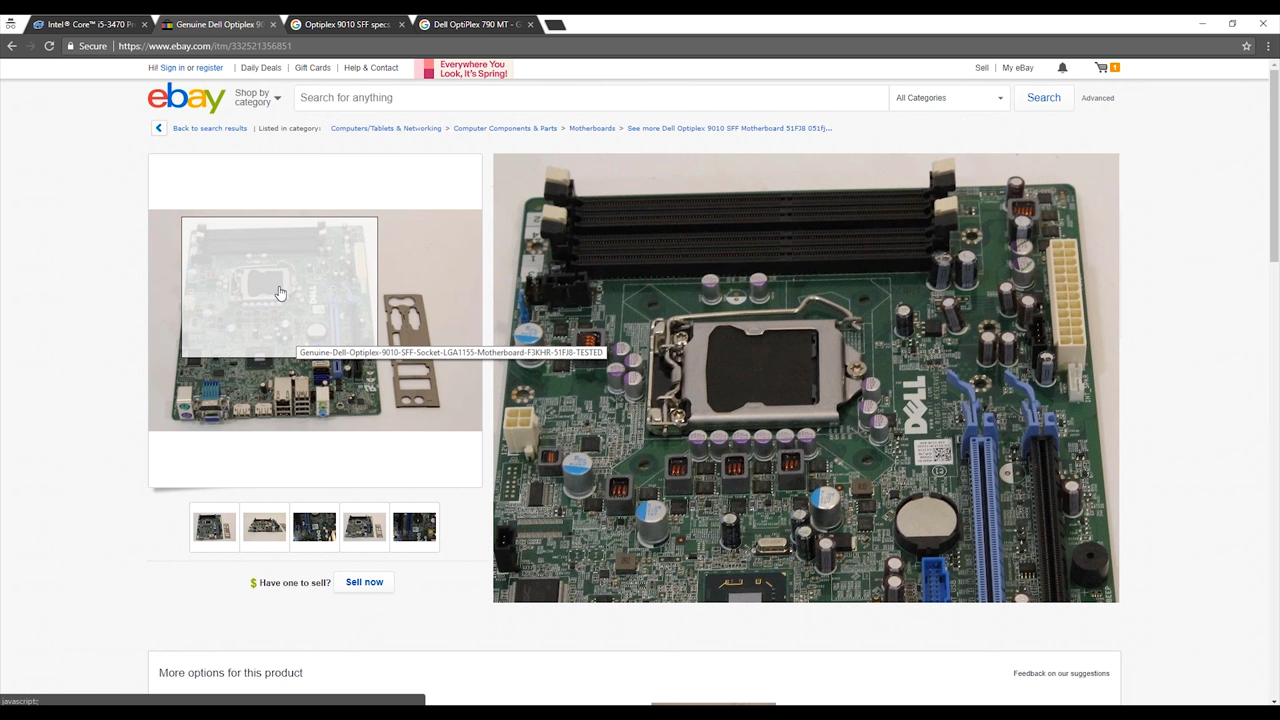 Intel® Core™ i5-3470 Pro
Genuine Dell Optiplex 90
Optiplex 9010 SFF specs
Dell OptiPlex 790 MT - G
Secure
https://www.ebay.com/itm/332521356851
Hi! Sign in or register
Daily Deals
Gift Cards
Help & Contact
Everywhere You
Look, It's Spring!
Sell
My eBay
1
ebay
Shop by
category
Search for anything
All Categories
Search
Advanced
Back to search results
| Listed in category:
Computers/Tablets & Networking > Computer Components & Parts > Motherboards > See more Dell Optiplex 9010 SFF Motherboard 51FJ8 051fj...
DELL
Genuine-Dell-Optiplex-9010-SFF-Socket-LGA1155-Motherboard-F3KHR-51FJ8-TESTED
DELL
$ Have one to sell?
Sell now
More options for this product
Feedback on our suggestions
javascript:;